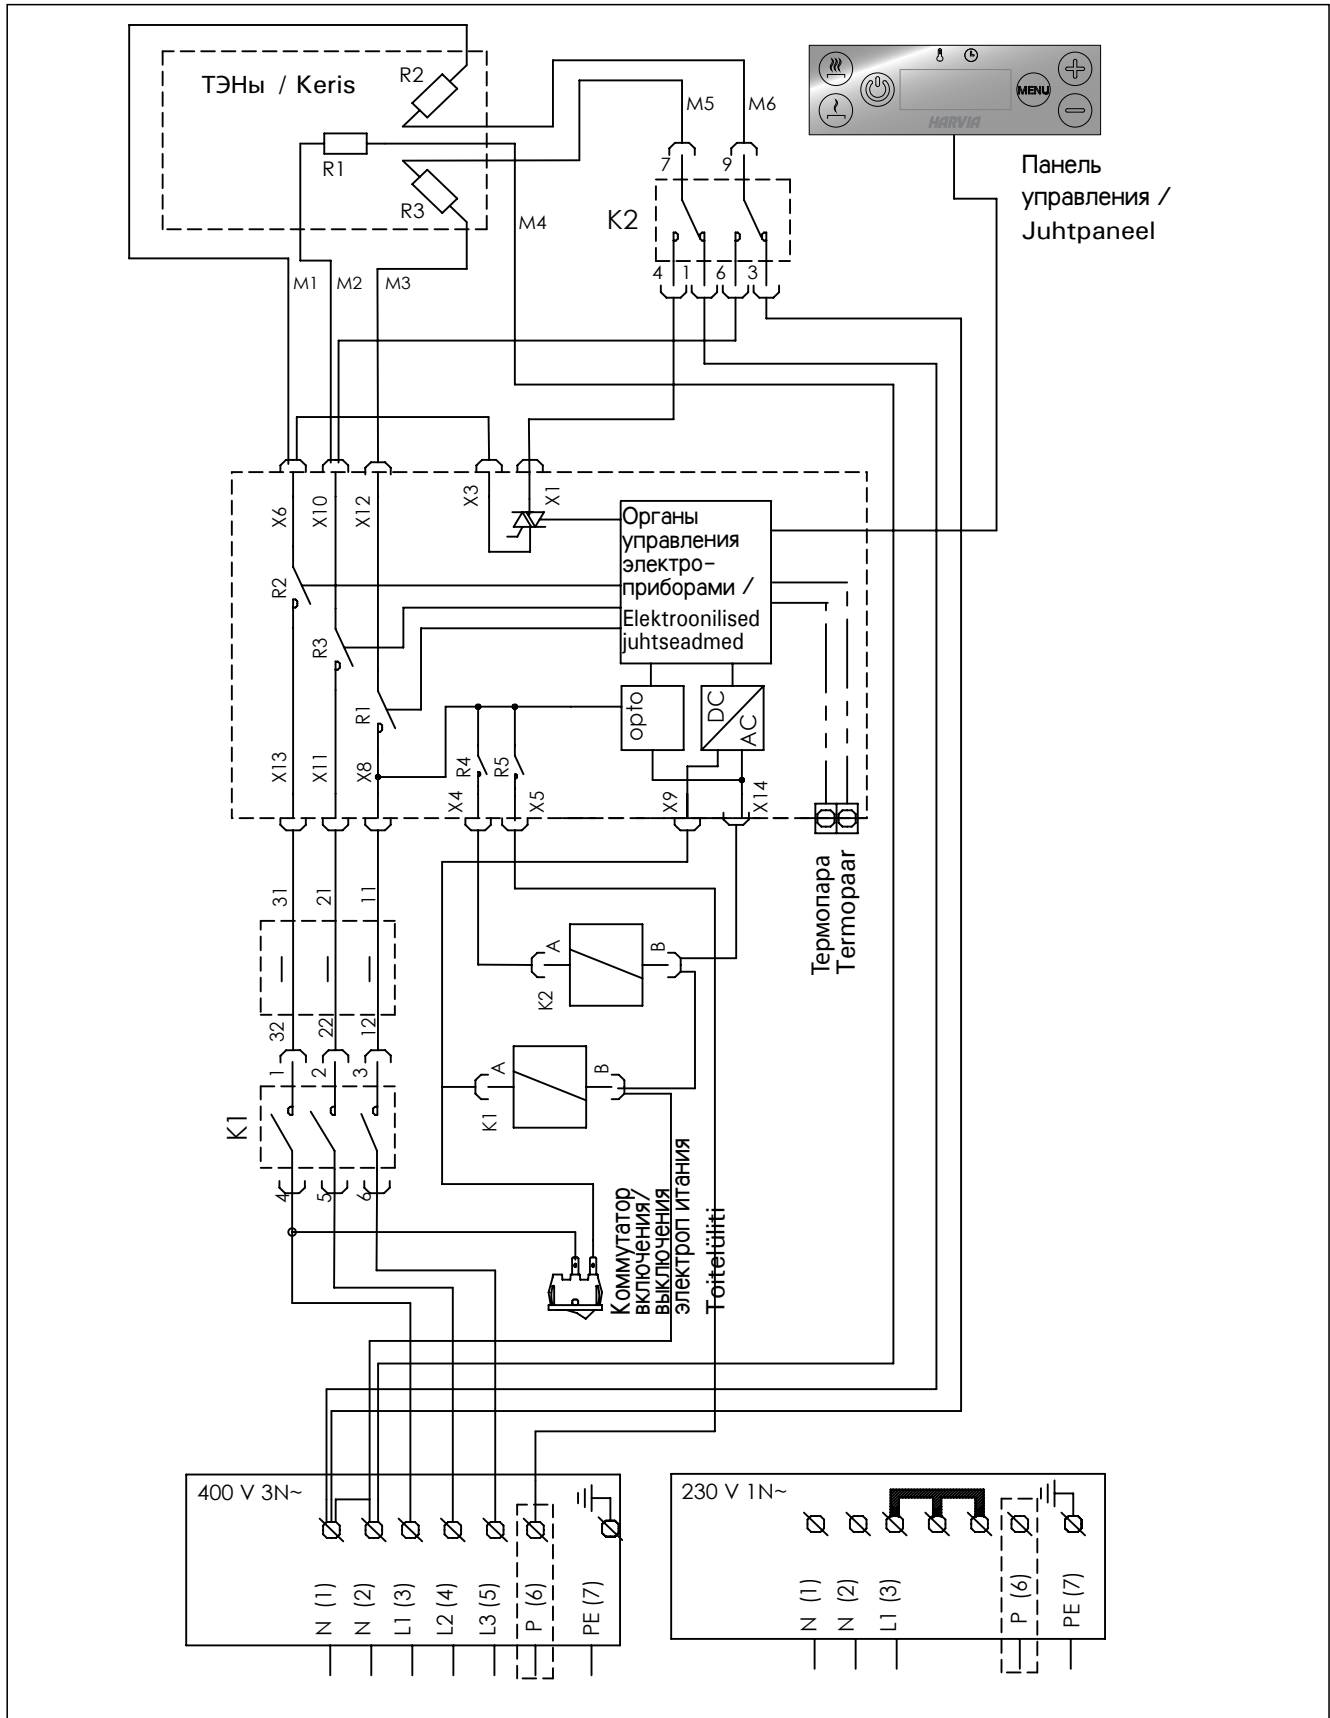 ТЭНы / Keris
R2
R1
R3
M5
M6
M4
MENU
HARVIA
Панель
управления /
Juhtpaneel
7
9
K2
4
1
6
3
M1
M2
M3
X6
X10
X12
X3
X1
Органы
управления
электро-
приборами /
Elektroonilised
juhtseadmed
R2
R3
R1
opto
DC
AC
X13
X11
X8
R4
R5
X4
X5
X9
X14
Термопара
Termopaar
31
21
11
32
22
12
A
B
K2
A
B
K1
1
2
3
K1
4
5
6
Коммутатор
включения/
выключения
электроп итания
Toitelüliti
400 V 3N~
N (1)
N (2)
L1 (3)
L2 (4)
L3 (5)
P (6)
PE (7)
230 V 1N~
N (1)
N (2)
L1 (3)
P (6)
PE (7)